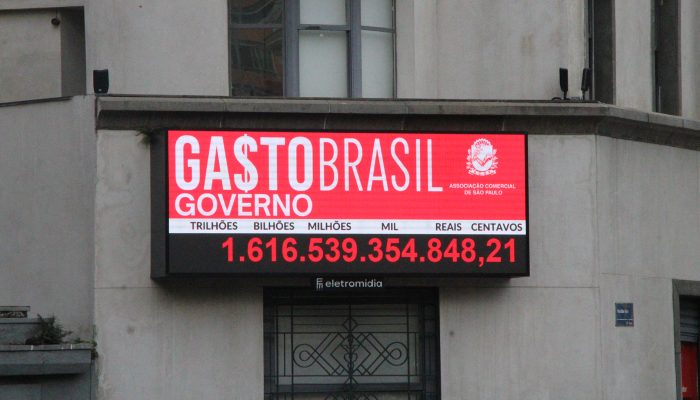 GA$TOBRASIL
GOVERNO
ASSOCIAÇÃO COMERCIAL
DE SÃO PAULO
TRILHÕES BILHÕES MILHÕES MIL REAIS CENTAVOS
1.616.539.354.848,21
eletromidia